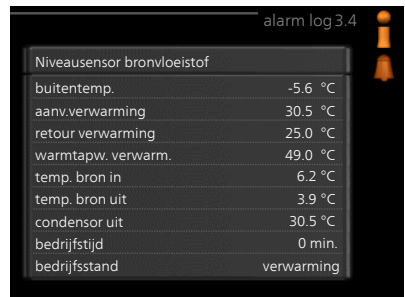 alarm log 3.4
Niveausensor bronvloeistof
buitentemp. -5.6 °C
aanv.verwarming 30.5 °C
retour verwarming 25.0 °C
warmtapw. verwarm. 49.0 °C
temp. bron in 6.2 °C
temp. bron uit 3.9 °C
condensor uit 30.5 °C
bedrijfstijd 0 min.
bedrijfsstand verwarming